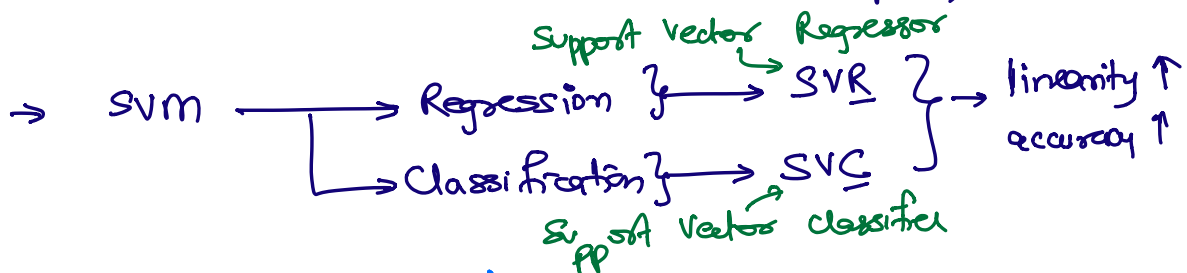 Support Vector Regressor
→ SVM → Regression } → SVR } → linearity ↑
accuracy ↑
→ Classification } → SVC
Support Vector classifier